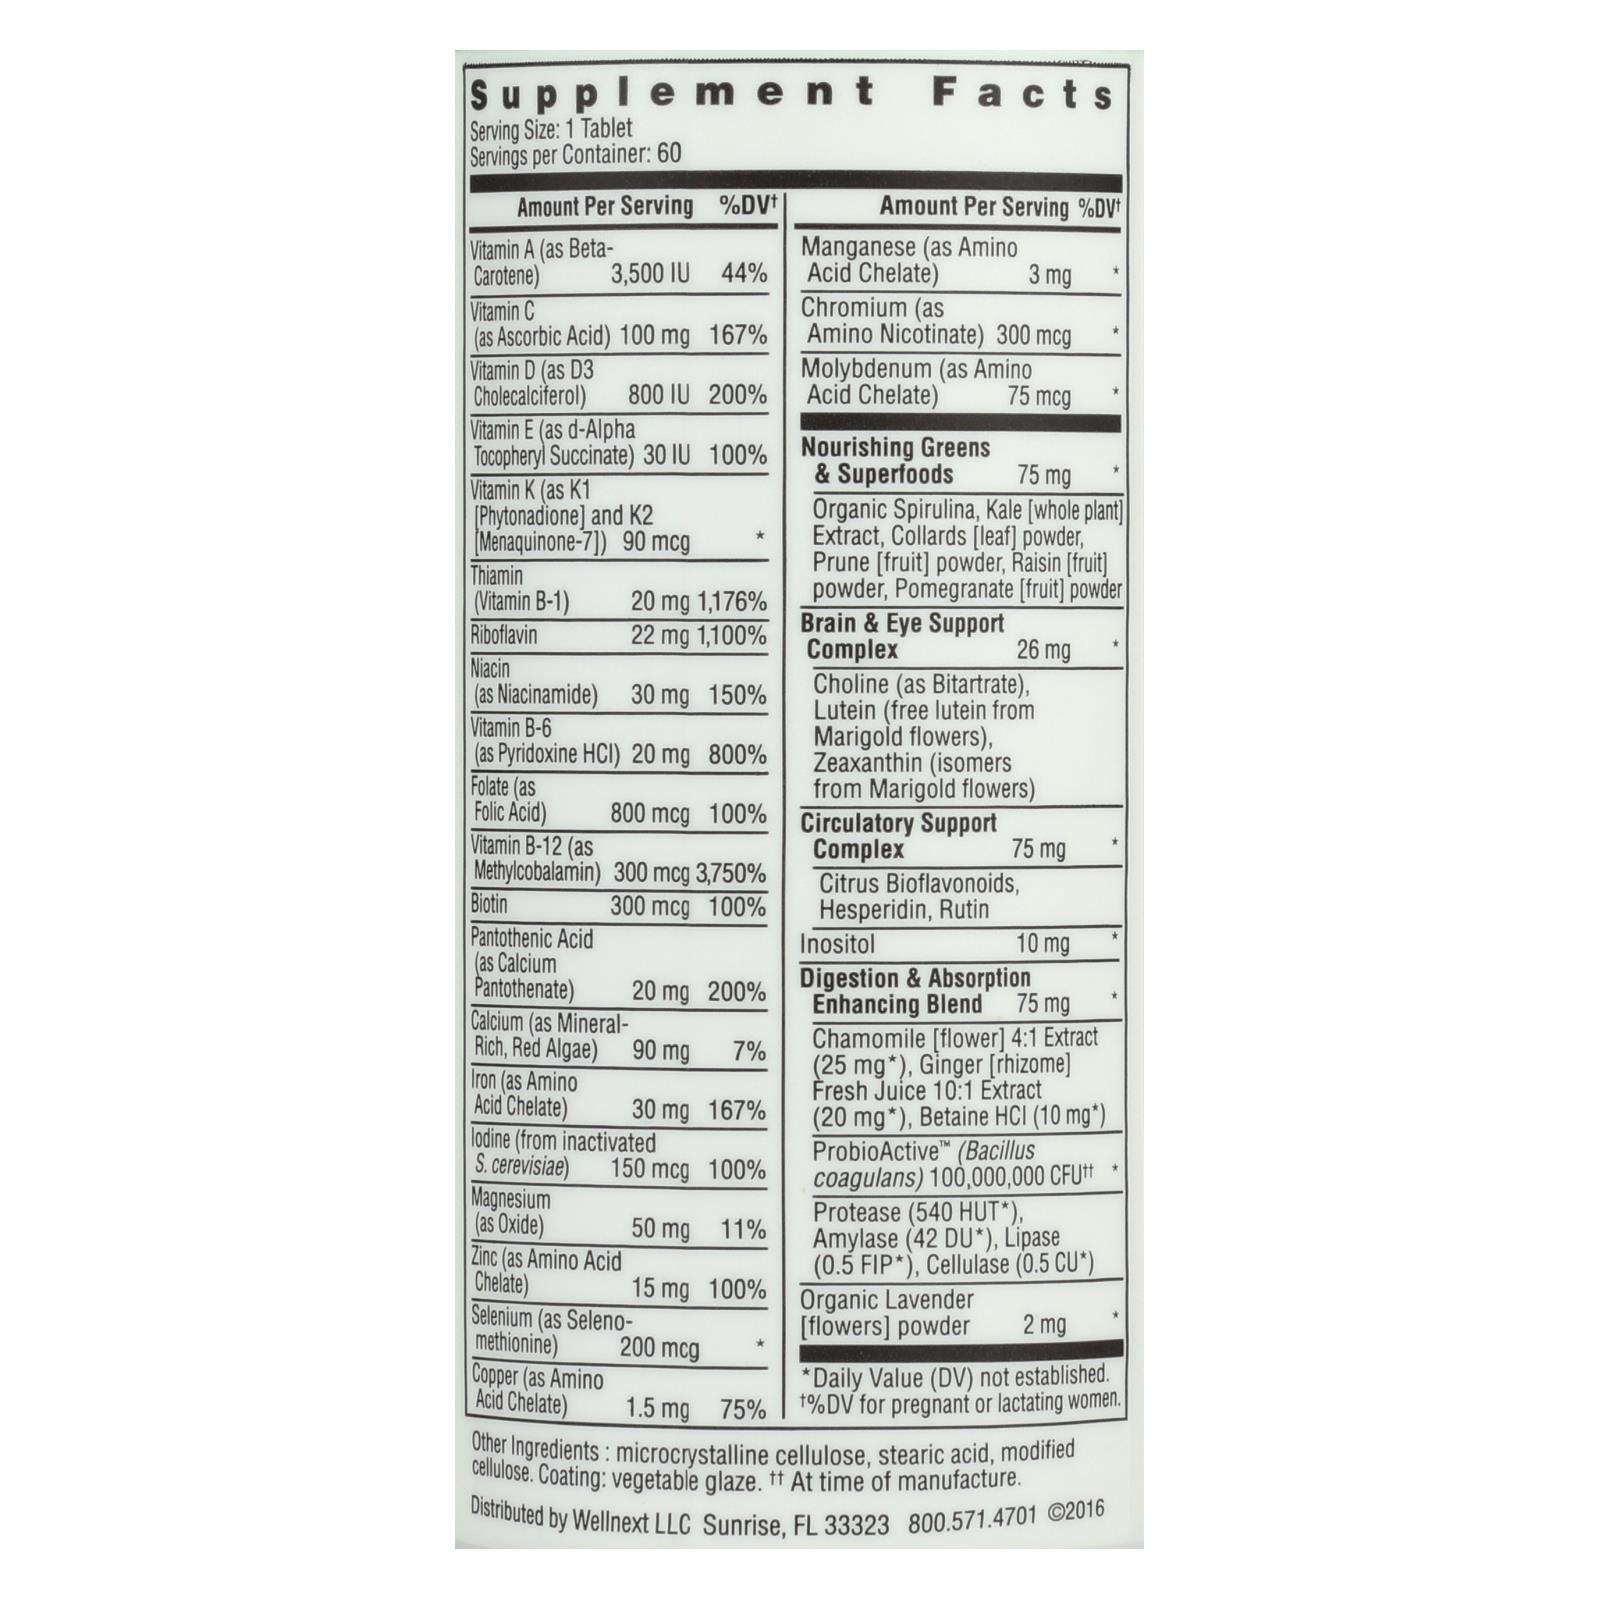 Supplement Facts
Serving Size: 1 Tablet
Servings per Container: 60
Amount Per Serving %DV†
Vitamin A (as Beta-
Carotene) 3,500 IU 44%
Vitamin C
(as Ascorbic Acid) 100 mg 167%
Vitamin D (as D3
Cholecalciferol) 800 IU 200%
Vitamin E (as d-Alpha
Tocopheryl Succinate) 30 IU 100%
Vitamin K (as K1
[Phytonadione] and K2
[Menaquinone-7]) 90 mcg *
Thiamin
(Vitamin B-1) 20 mg 1,176%
Riboflavin 22 mg 1,100%
Niacin
(as Niacinamide) 30 mg 150%
Vitamin B-6
(as Pyridoxine HCl) 20 mg 800%
Folate (as
Folic Acid) 800 mcg 100%
Vitamin B-12 (as
Methylcobalamin) 300 mcg 3,750%
Biotin 300 mcg 100%
Pantothenic Acid
(as Calcium
Pantothenate) 20 mg 200%
Calcium (as Mineral-
Rich, Red Algae) 90 mg 7%
Iron (as Amino
Acid Chelate) 30 mg 167%
Iodine (from inactivated
S. cerevisiae) 150 mcg 100%
Magnesium
(as Oxide) 50 mg 11%
Zinc (as Amino Acid
Chelate) 15 mg 100%
Selenium (as Seleno-
methionine) 200 mcg *
Copper (as Amino
Acid Chelate) 1.5 mg 75%
Amount Per Serving %DV†
Manganese (as Amino
Acid Chelate) 3 mg *
Chromium (as
Amino Nicotinate) 300 mcg *
Molybdenum (as Amino
Acid Chelate) 75 mcg *
Nourishing Greens
& Superfoods 75 mg *
Organic Spirulina, Kale [whole plant]
Extract, Collards [leaf] powder,
Prune [fruit] powder, Raisin [fruit]
powder, Pomegranate [fruit] powder
Brain & Eye Support
Complex 26 mg *
Choline (as Bitartrate),
Lutein (free lutein from
Marigold flowers),
Zeaxanthin (isomers
from Marigold flowers)
Circulatory Support
Complex 75 mg *
Citrus Bioflavonoids,
Hesperidin, Rutin
Inositol 10 mg *
Digestion & Absorption
Enhancing Blend 75 mg *
Chamomile [flower] 4:1 Extract
(25 mg*), Ginger [rhizome]
Fresh Juice 10:1 Extract
(20 mg*), Betaine HCl (10 mg*)
ProbioActive™ (Bacillus
coagulans) 100,000,000 CFU†† *
Protease (540 HUT*),
Amylase (42 DU*), Lipase
(0.5 FIP*), Cellulase (0.5 CU*)
Organic Lavender
[flowers] powder 2 mg *
*Daily Value (DV) not established.
†%DV for pregnant or lactating women.
Other Ingredients : microcrystalline cellulose, stearic acid, modified
cellulose. Coating: vegetable glaze. †† At time of manufacture.
Distributed by Wellnext LLC Sunrise, FL 33323 800.571.4701 ©2016